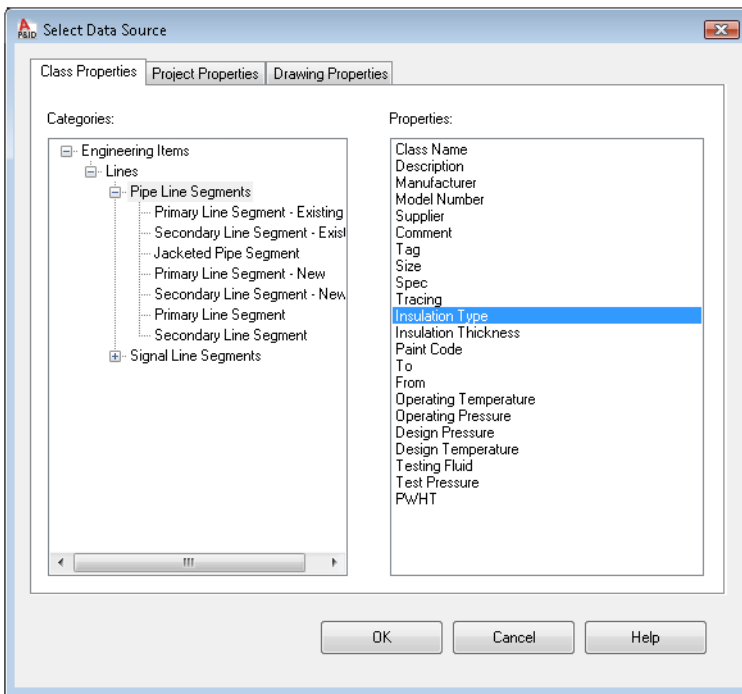 P&ID Select Data Source
Class Properties
Project Properties
Drawing Properties
Categories:
Engineering Items
Lines
Pipe Line Segments
Primary Line Segment - Existing
Secondary Line Segment - Exist
Jacketed Pipe Segment
Primary Line Segment - New
Secondary Line Segment - New
Primary Line Segment
Secondary Line Segment
Signal Line Segments
Properties:
Class Name
Description
Manufacturer
Model Number
Supplier
Comment
Tag
Size
Spec
Tracing
Insulation Type
Insulation Thickness
Paint Code
To
From
Operating Temperature
Operating Pressure
Design Pressure
Design Temperature
Testing Fluid
Test Pressure
PWHT
OK
Cancel
Help